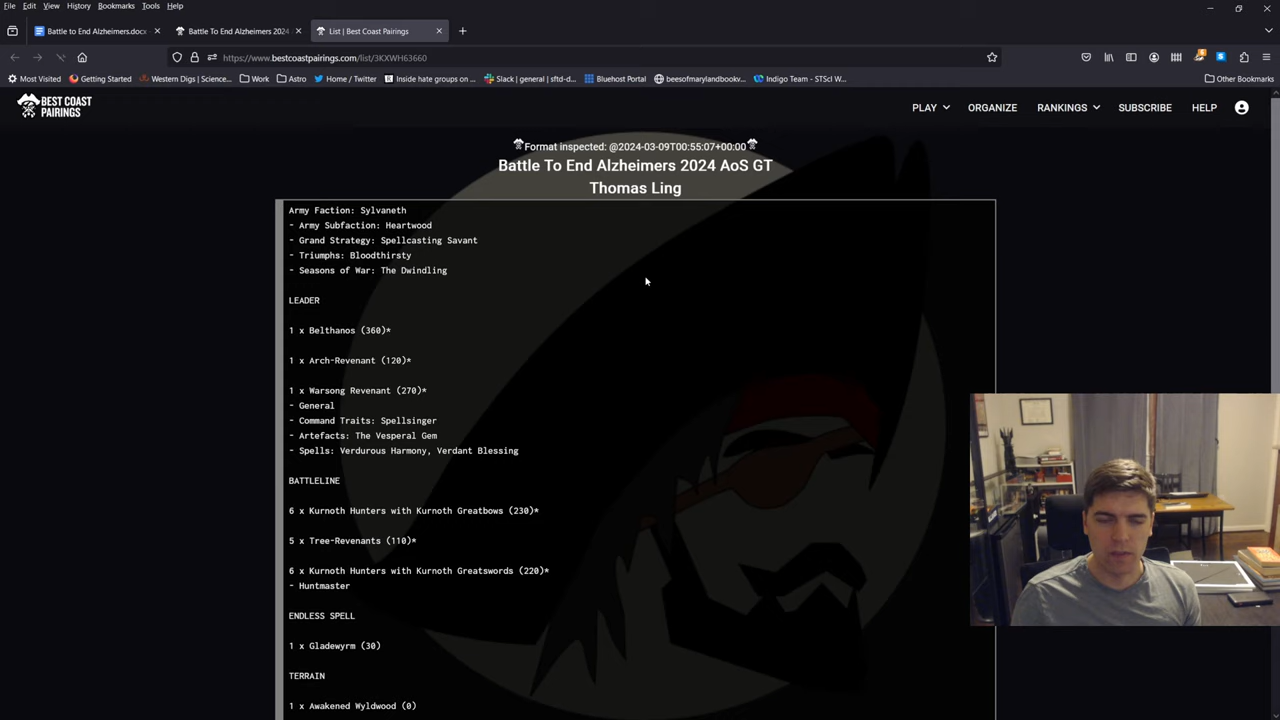 File Edit View History Bookmarks Tools Help
Battle to End Alzheimers.docx
Battle To End Alzheimers 2024
List | Best Coast Pairings
https://www.bestcoastpairings.com/list/3KXWH63660
Most Visited Getting Started Western Digs | Science... Work Astro Home / Twitter Inside hate groups on ... Slack | general | sftd-d... Bluehost Portal beesofmarylandbookv... Indigo Team - STScI W... Other Bookmarks
BEST COAST
PAIRINGS
PLAY ORGANIZE RANKINGS SUBSCRIBE HELP
Format inspected: @2024-03-09T00:55:07+00:00
Battle To End Alzheimers 2024 AoS GT
Thomas Ling
Army Faction: Sylvaneth
- Army Subfaction: Heartwood
- Grand Strategy: Spellcasting Savant
- Triumphs: Bloodthirsty
- Seasons of War: The Dwindling
LEADER
1 x Belthanos (360)*
1 x Arch-Revenant (120)*
1 x Warsong Revenant (270)*
- General
- Command Traits: Spellsinger
- Artefacts: The Vesperal Gem
- Spells: Verdurous Harmony, Verdant Blessing
BATTLELINE
6 x Kurnoth Hunters with Kurnoth Greatbows (230)*
5 x Tree-Revenants (110)*
6 x Kurnoth Hunters with Kurnoth Greatswords (220)*
- Huntmaster
ENDLESS SPELL
1 x Gladewyrm (30)
TERRAIN
1 x Awakened Wyldwood (0)